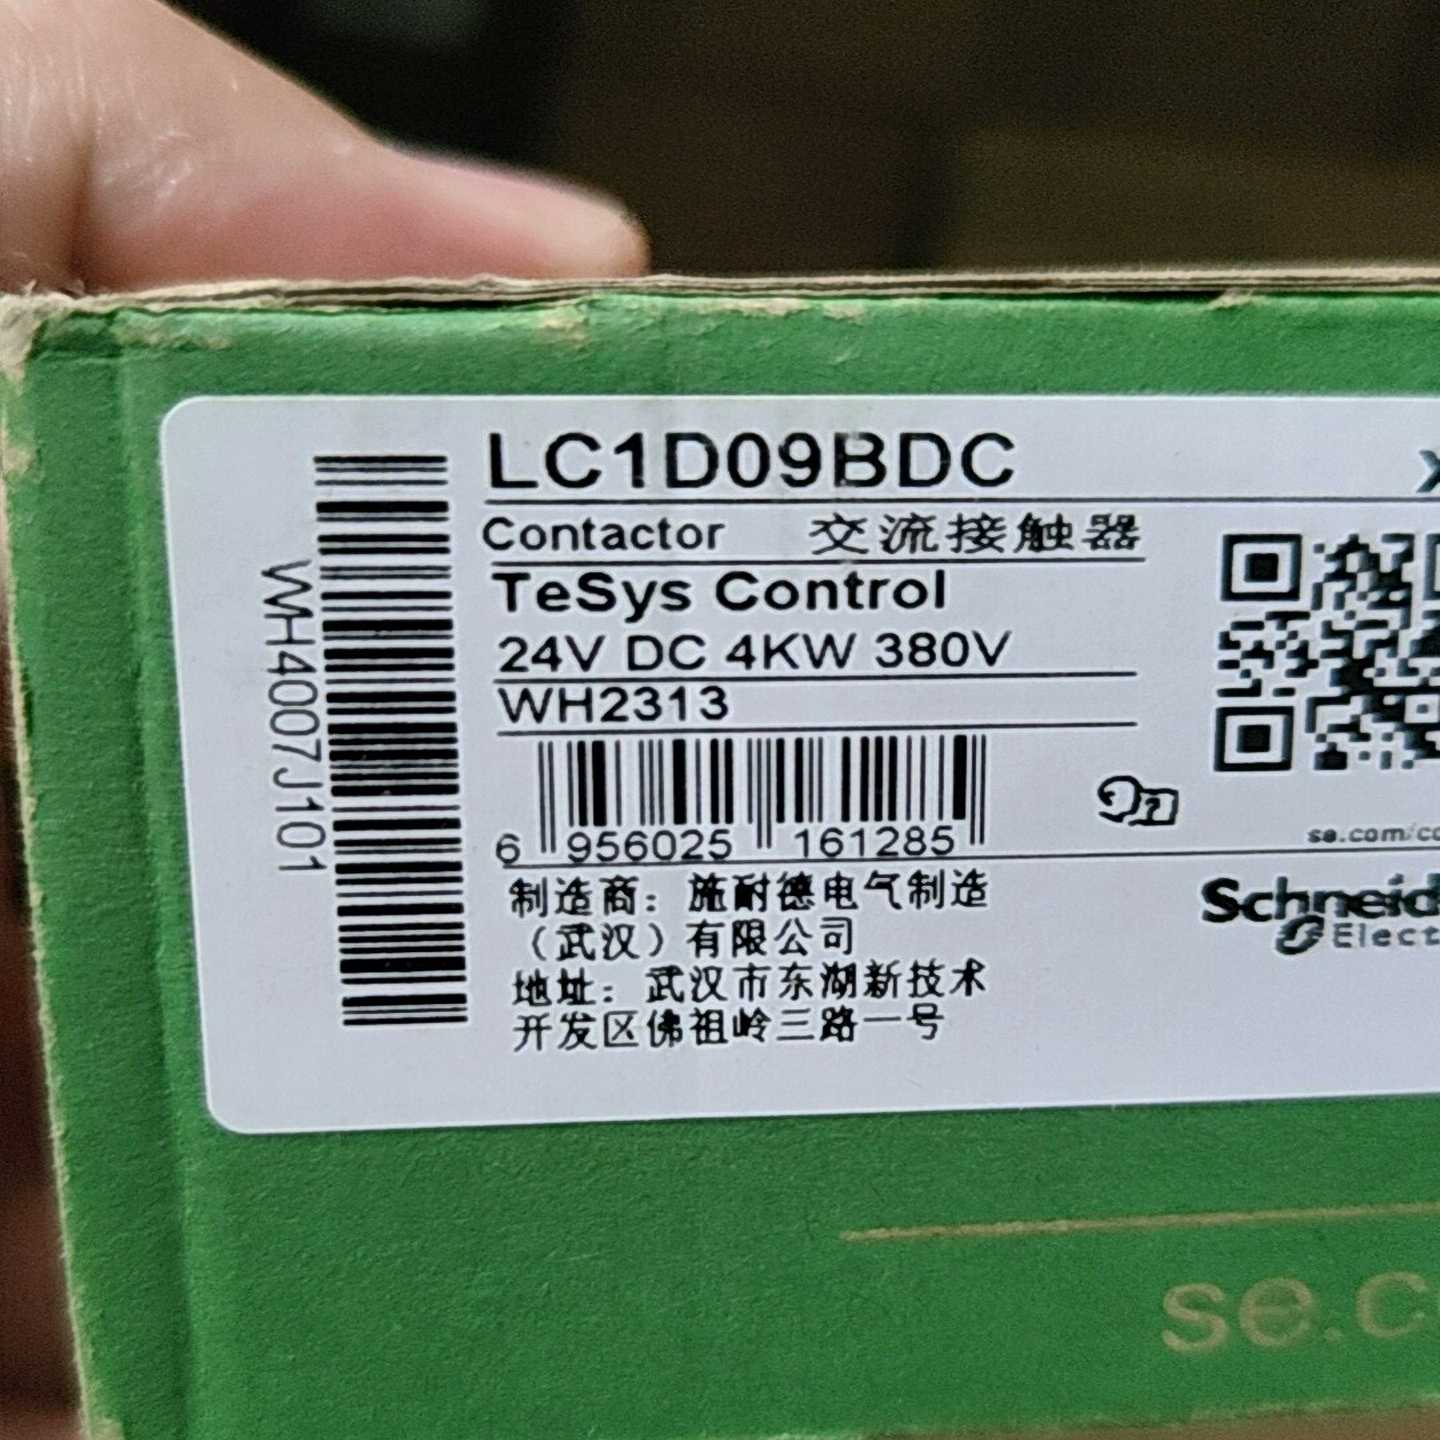 LC1D09BDC
Contactor 交流接触器
TeSys Control
24V DC 4KW 380V
WH2313
WH4007J101
6 956025 161285
制造商：施耐德电气制造
（武汉）有限公司
地址：武汉市东湖新技术
开发区佛祖岭三路一号
se.com/co
Schneid
Elect
se.c